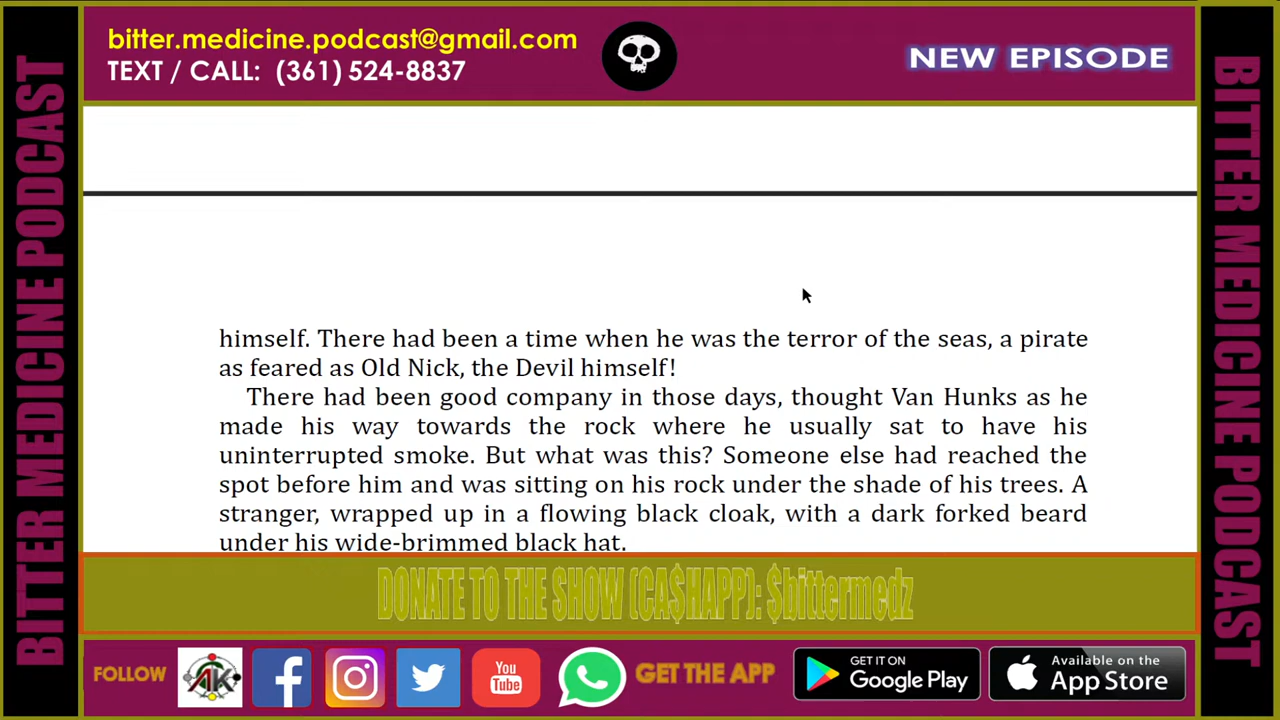 bitter.medicine.podcast@gmail.com
TEXT / CALL: (361) 524-8837
NEW EPISODE
BITTER MEDICINE PODCAST
BITTER MEDICINE PODCAST
himself. There had been a time when he was the terror of the seas, a pirate
as feared as Old Nick, the Devil himself!
There had been good company in those days, thought Van Hunks as he
made his way towards the rock where he usually sat to have his
uninterrupted smoke. But what was this? Someone else had reached the
spot before him and was sitting on his rock under the shade of his trees. A
stranger, wrapped up in a flowing black cloak, with a dark forked beard
under his wide-brimmed black hat.
DONATE TO THE SHOW (CA$HAPP): $bittermedz
FOLLOW
ATK
You
Tube
GET THE APP
GET IT ON
Google Play
Available on the
App Store